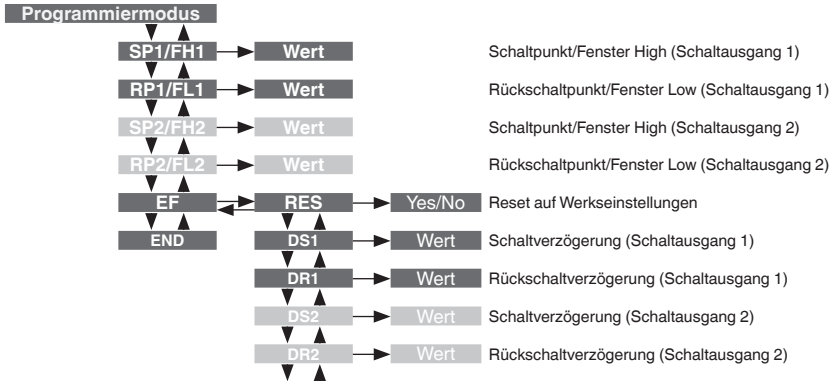 Programmiermodus
SP1/FH1 Wert Schaltpunkt/Fenster High (Schaltausgang 1)
RP1/FL1 Wert Rückschaltpunkt/Fenster Low (Schaltausgang 1)
SP2/FH2 Wert Schaltpunkt/Fenster High (Schaltausgang 2)
RP2/FL2 Wert Rückschaltpunkt/Fenster Low (Schaltausgang 2)
EF RES Yes/No Reset auf Werkseinstellungen
END DS1 Wert Schaltverzögerung (Schaltausgang 1)
DR1 Wert Rückschaltverzögerung (Schaltausgang 1)
DS2 Wert Schaltverzögerung (Schaltausgang 2)
DR2 Wert Rückschaltverzögerung (Schaltausgang 2)